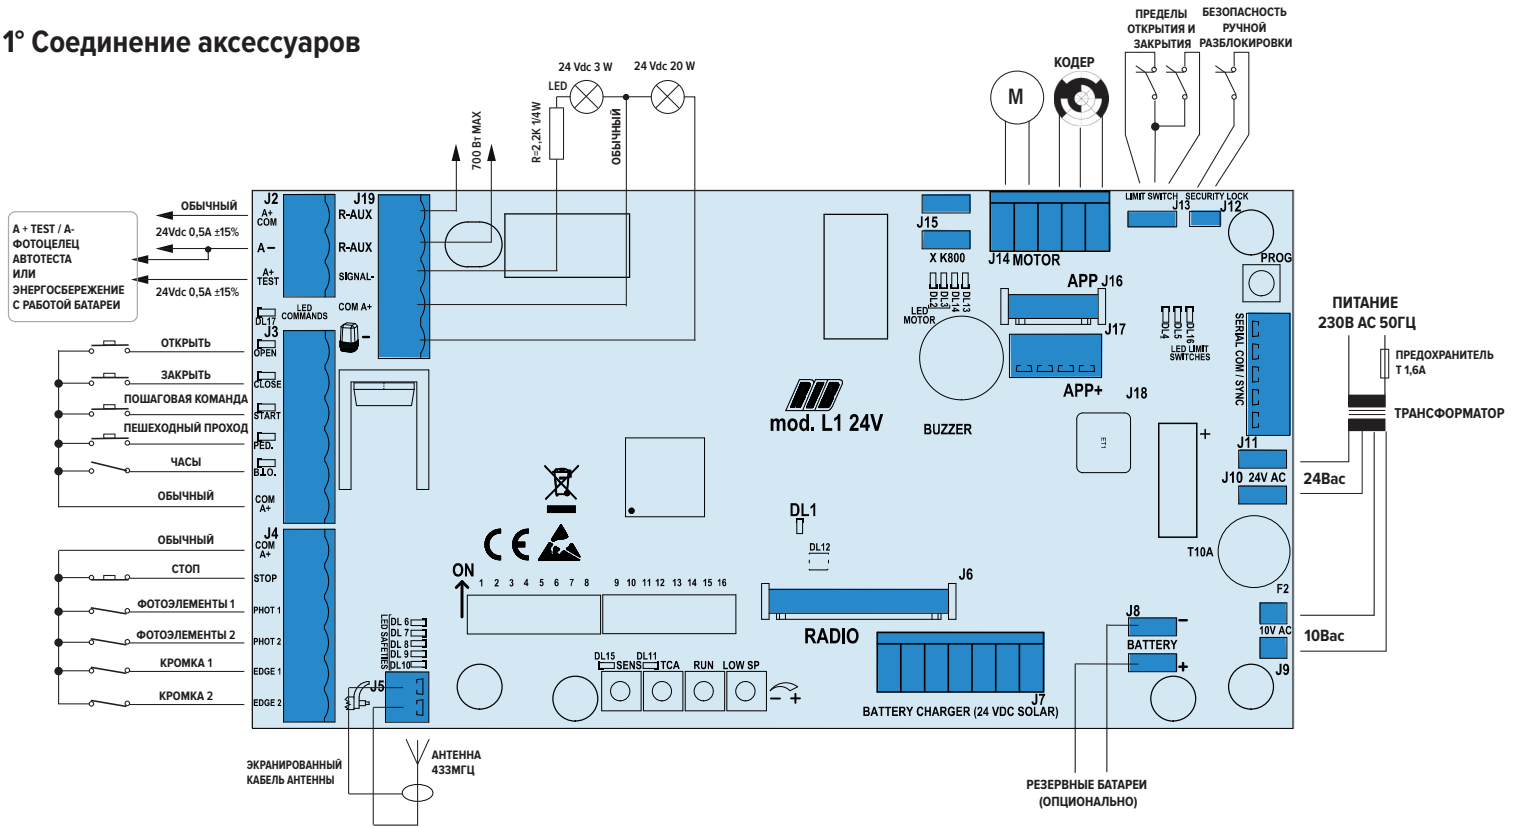 1° Соединение аксессуаров
ПРЕДЕЛЫ
ОТКРЫТИЯ И
ЗАКРЫТИЯ
БЕЗОПАСНОСТЬ
РУЧНОЙ
РАЗБЛОКИРОВКИ
24 Vdc 3 W
24 Vdc 20 W
LED
R=2,2K 1/4W
ОБЫЧНЫЙ
700 Вт MAX
M
КОДЕР
A + TEST / A-
ФОТОЦЕЛЕЦ
АВТОТЕСТА
ИЛИ
ЭНЕРГОСБЕРЕЖЕНИЕ
С РАБОТОЙ БАТАРЕИ
ОБЫЧНЫЙ
24Vdc 0,5A ±15%
24Vdc 0,5A ±15%
J2
A+
COM
A-
A+
TEST
LED
COMMANDS
DL17
J19
R-AUX
R-AUX
SIGNAL-
COM A+
-
J15
X K800
DL2
DL3
DL14
DL13
LED
MOTOR
J14 MOTOR
LIMIT SWITCH
J13
SECURITY LOCK
J12
PROG
APP J16
J17
APP+
DL4
DL5
DL16
LED LIMIT
SWITCHES
SERIAL COM / SYNC
ПИТАНИЕ
230В AC 50ГЦ
ПРЕДОХРАНИТЕЛЬ
T 1,6A
ТРАНСФОРМАТОР
J3
ОТКРЫТЬ
OPEN
ЗАКРЫТЬ
CLOSE
ПОШАГОВАЯ КОМАНДА
START
ПЕШЕХОДНЫЙ ПРОХОД
PED.
ЧАСЫ
B.I.O.
ОБЫЧНЫЙ
COM
A+
mod. L1 24V
BUZZER
J18
ET1
+
J11
J10 24V AC
24Bac
T10A
F2
10V AC
10Bac
J9
J4
ОБЫЧНЫЙ
COM
A+
СТОП
STOP
ФОТОЭЛЕМЕНТЫ 1
PHOT 1
ФОТОЭЛЕМЕНТЫ 2
PHOT 2
КРОМКА 1
EDGE 1
КРОМКА 2
EDGE 2
CE
ON
1 2 3 4 5 6 7 8
9 10 11 12 13 14 15 16
DL1
DL12
J6
RADIO
LED SAFETIES
DL 6
DL 7
DL 8
DL 9
DL10
J5
DL15
SENS
DL11
TCA
RUN
LOW SP
- +
J7
BATTERY CHARGER (24 VDC SOLAR)
J8
-
BATTERY
+
ЭКРАНИРОВАННЫЙ
КАБЕЛЬ АНТЕННЫ
АНТЕННА
433МГЦ
РЕЗЕРВНЫЕ БАТАРЕИ
(ОПЦИОНАЛЬНО)